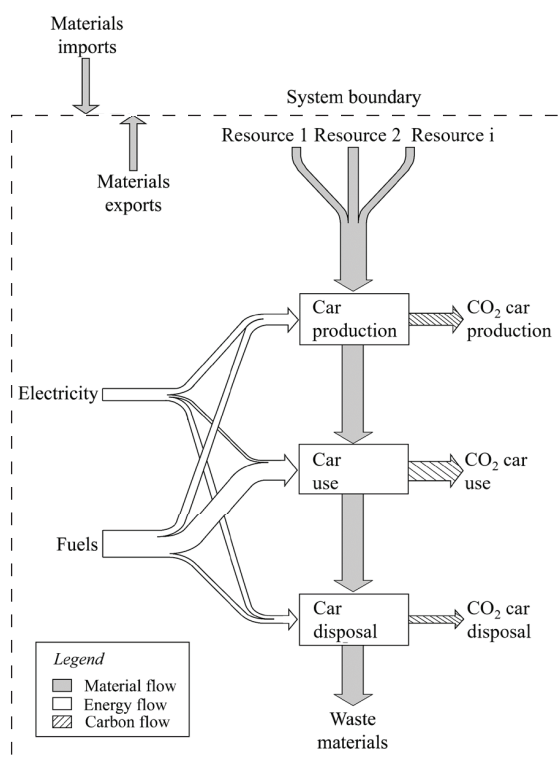 Materials
imports
System boundary
Resource 1 Resource 2 Resource i
Materials
exports
Car
production
CO₂ car
production
Electricity
Car
use
CO₂ car
use
Fuels
Car
disposal
CO₂ car
disposal
Legend
Material flow
Energy flow
Carbon flow
Waste
materials